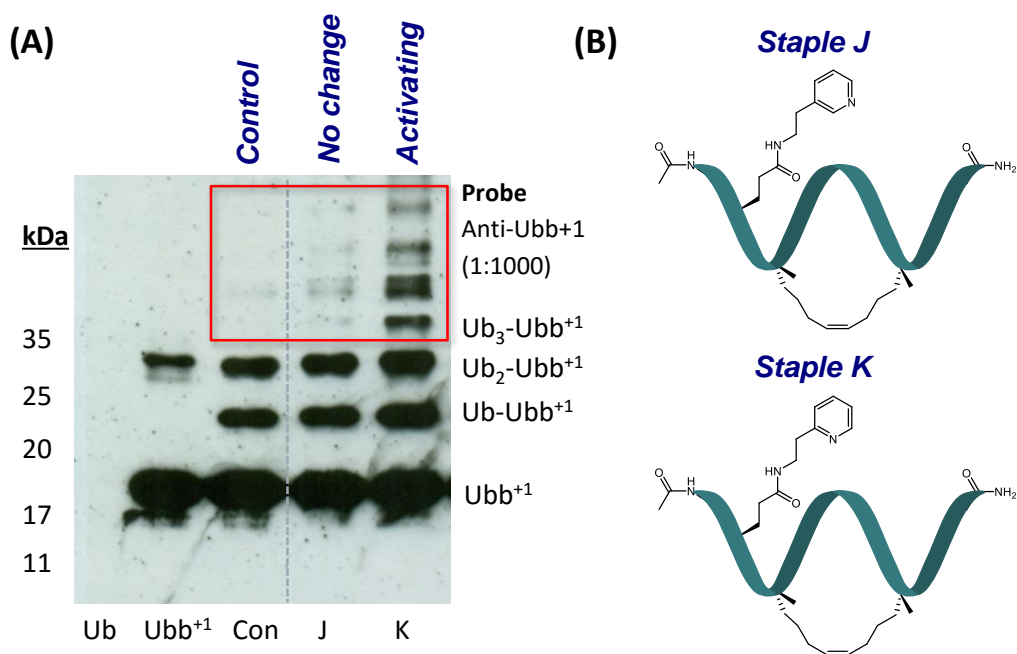 (A)
Control
No change
Activating
kDa
35
25
20
17
11
Probe
Anti-Ubb+1
(1:1000)
Ub₃-Ubb⁺¹
Ub₂-Ubb⁺¹
Ub-Ubb⁺¹
Ubb⁺¹
Ub Ubb⁺¹ Con J K
(B)
Staple J
O
H
N
N
HN
O
O
NH₂
Staple K
O
H
N
N
HN
O
O
NH₂